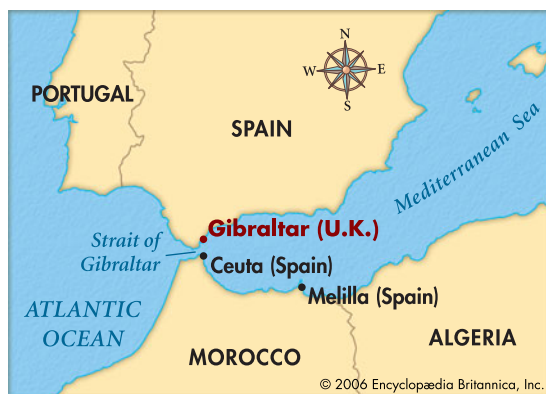 N
W
E
S
PORTUGAL
SPAIN
Mediterranean Sea
Gibraltar (U.K.)
Strait of
Gibraltar
Ceuta (Spain)
Melilla (Spain)
ATLANTIC
OCEAN
MOROCCO
ALGERIA
© 2006 Encyclopædia Britannica, Inc.